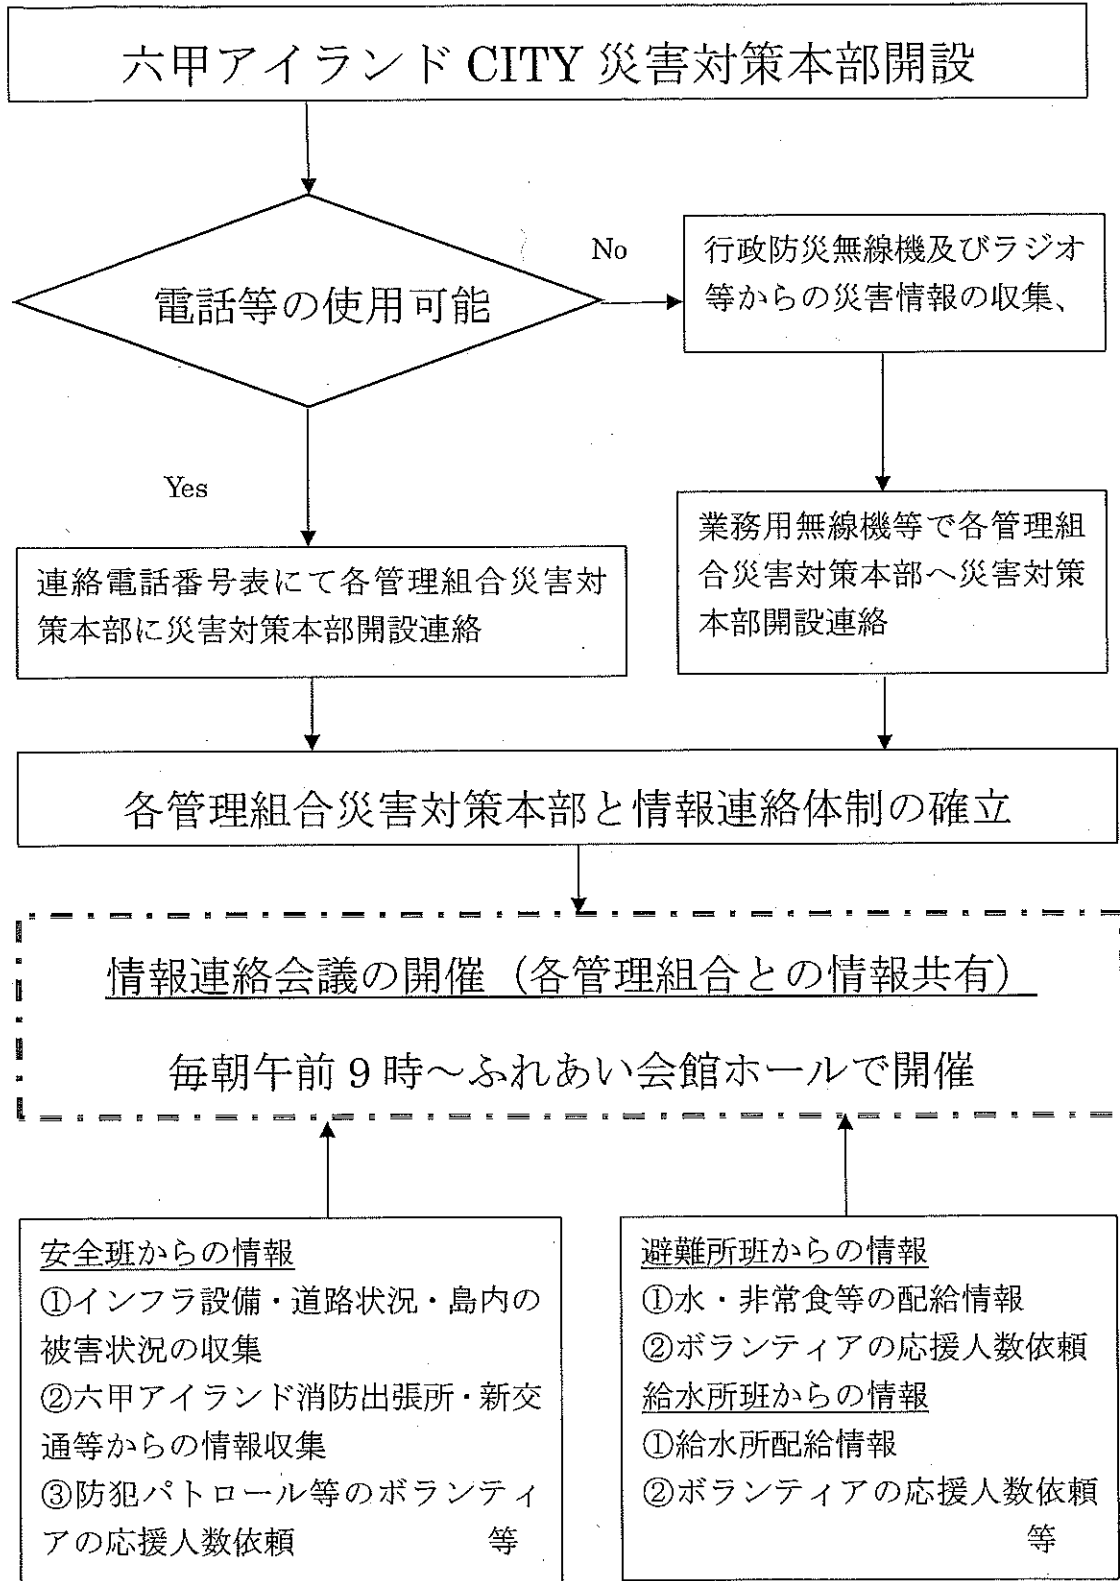 六甲アイランド CITY 災害対策本部開設
電話等の使用可能
No
行政防災無線機及びラジオ
等からの災害情報の収集、
Yes
連絡電話番号表にて各管理組合災害対
策本部に災害対策本部開設連絡
業務用無線機等で各管理組
合災害対策本部へ災害対策
本部開設連絡
各管理組合災害対策本部と情報連絡体制の確立
情報連絡会議の開催（各管理組合との情報共有）
毎朝午前 9 時～ふれあい会館ホールで開催
安全班からの情報
①インフラ設備・道路状況・島内の
被害状況の収集
②六甲アイランド消防出張所・新交
通等からの情報収集
③防犯パトロール等のボランティ
アの応援人数依頼　　　　　等
避難所班からの情報
①水・非常食等の配給情報
②ボランティアの応援人数依頼
給水所班からの情報
①給水所配給情報
②ボランティアの応援人数依頼
等